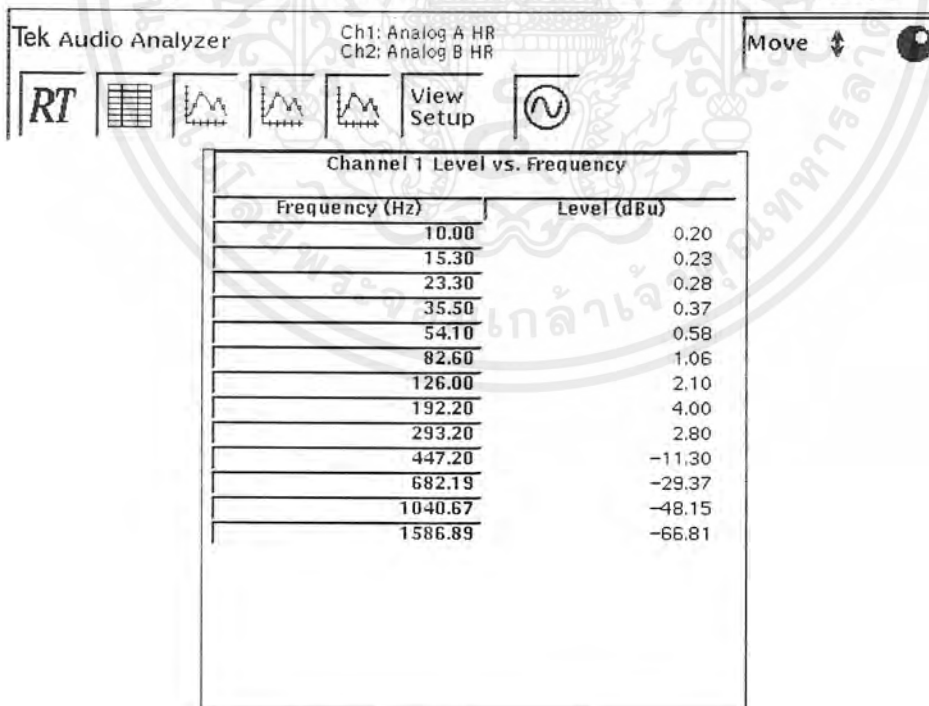 Tek Audio Analyzer
Ch1: Analog A HR
Ch2: Analog B HR
Move
RT
View
Setup
Channel 1 Level vs. Frequency
Frequency (Hz) Level (dBu)
10.00 0.20
15.30 0.23
23.30 0.28
35.50 0.37
54.10 0.58
82.60 1.06
126.00 2.10
192.20 4.00
293.20 2.80
447.20 -11.30
682.19 -29.37
1040.67 -48.15
1586.89 -66.81